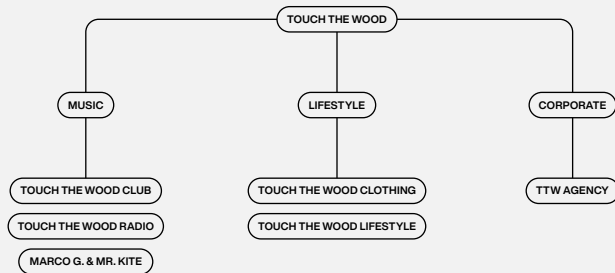 TOUCH THE WOOD
MUSIC
LIFESTYLE
CORPORATE
TOUCH THE WOOD CLUB
TOUCH THE WOOD CLOTHING
TTW AGENCY
TOUCH THE WOOD RADIO
TOUCH THE WOOD LIFESTYLE
MARCO G. & MR. KITE